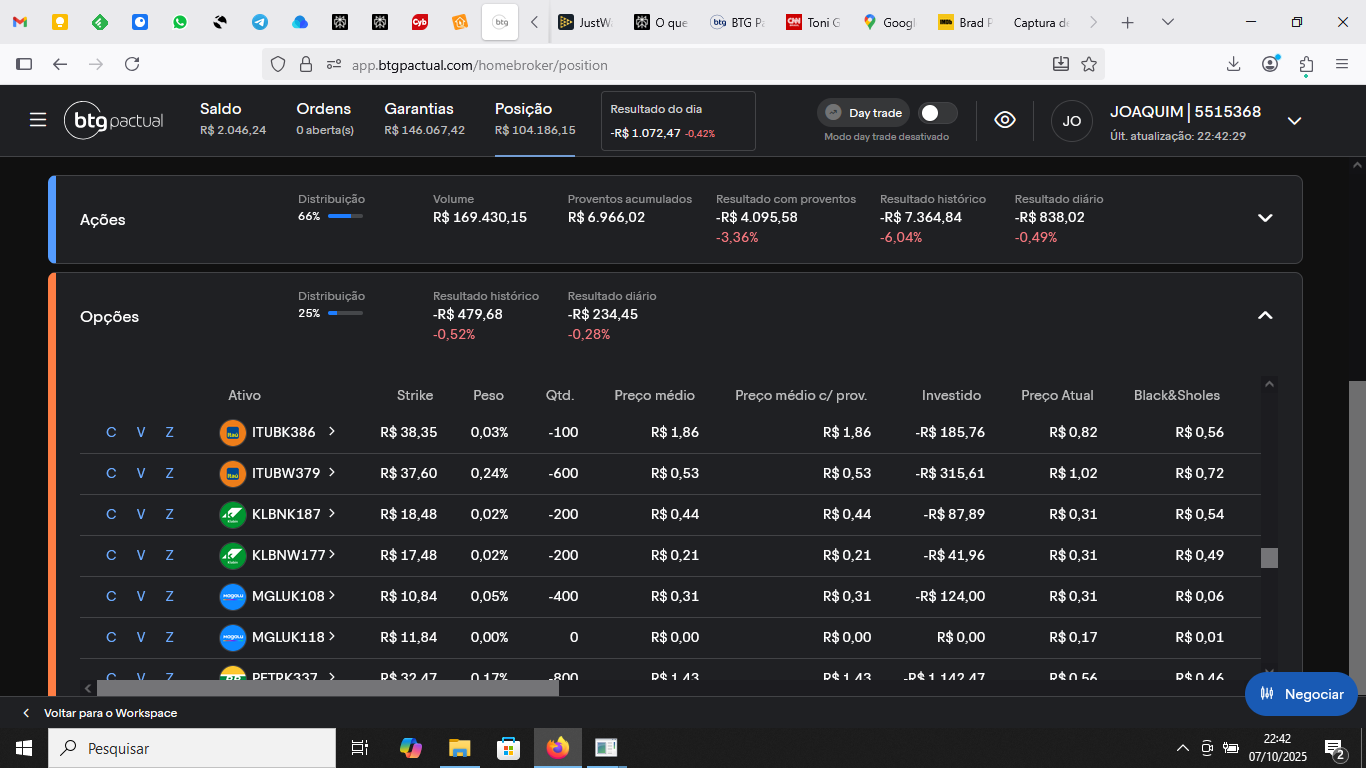 Cyb
btg
JustWa
O que
btg BTG Pa
CNN Toni G
Googl
IMDb Brad P
Captura de
app.btgpactual.com/homebroker/position
btg pactual
Saldo
R$ 2.046,24
Ordens
0 aberta(s)
Garantias
R$ 146.067,42
Posição
R$ 104.186,15
Resultado do dia
-R$ 1.072,47 -0,42%
Day trade
Modo day trade desativado
JO
JOAQUIM | 5515368
Últ. atualização: 22:42:29
Ações
Distribuição
66%
Volume
R$ 169.430,15
Proventos acumulados
R$ 6.966,02
Resultado com proventos
-R$ 4.095,58
-3,36%
Resultado histórico
-R$ 7.364,84
-6,04%
Resultado diário
-R$ 838,02
-0,49%
Opções
Distribuição
25%
Resultado histórico
-R$ 479,68
-0,52%
Resultado diário
-R$ 234,45
-0,28%
Ativo Strike Peso Qtd. Preço médio Preço médio c/ prov. Investido Preço Atual Black&Sholes
C V Z ITUBK386 R$ 38,35 0,03% -100 R$ 1,86 R$ 1,86 -R$ 185,76 R$ 0,82 R$ 0,56
C V Z ITUBW379 R$ 37,60 0,24% -600 R$ 0,53 R$ 0,53 -R$ 315,61 R$ 1,02 R$ 0,72
C V Z KLBNK187 R$ 18,48 0,02% -200 R$ 0,44 R$ 0,44 -R$ 87,89 R$ 0,31 R$ 0,54
C V Z KLBNW177 R$ 17,48 0,02% -200 R$ 0,21 R$ 0,21 -R$ 41,96 R$ 0,31 R$ 0,49
C V Z MGLUK108 R$ 10,84 0,05% -400 R$ 0,31 R$ 0,31 -R$ 124,00 R$ 0,31 R$ 0,06
C V Z MGLUK118 R$ 11,84 0,00% 0 R$ 0,00 R$ 0,00 R$ 0,00 R$ 0,17 R$ 0,01
C V Z PETRK337 R$ 32,47 0,17% -800 R$ 1,43 R$ 1,43 -R$ 1.142,47 R$ 0,56 R$ 0,46
Negociar
Voltar para o Workspace
Pesquisar
22:42
07/10/2025
2